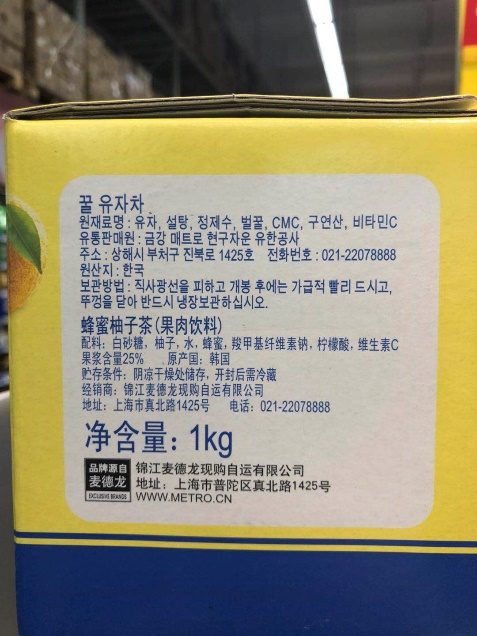 꿀 유자차
원재료명 : 유자, 설탕, 정제수, 벌꿀, CMC, 구연산, 비타민C
유통판매원 : 금강 매트로 현구자운 유한공사
주소 : 상해시 부처구 진북로 1425호 전화번호 : 021-22078888
원산지 : 한국
보관방법 : 직사광선을 피하고 개봉 후에는 가급적 빨리 드시고,
뚜껑을 닫아 반드시 냉장보관하십시오.
蜂蜜柚子茶(果肉饮料)
配料: 白砂糖, 柚子, 水, 蜂蜜, 羧甲基纤维素钠, 柠檬酸, 维生素C
果浆含量25% 原产国: 韩国
贮存条件: 阴凉干燥处储存, 开封后需冷藏
经销商: 锦江麦德龙现购自运有限公司
地址: 上海市真北路1425号 电话: 021-22078888
净含量: 1kg
品牌源自
麦德龙
EXCLUSIVE BRANDS
锦江麦德龙现购自运有限公司
地址: 上海市普陀区真北路1425号
WWW.METRO.CN